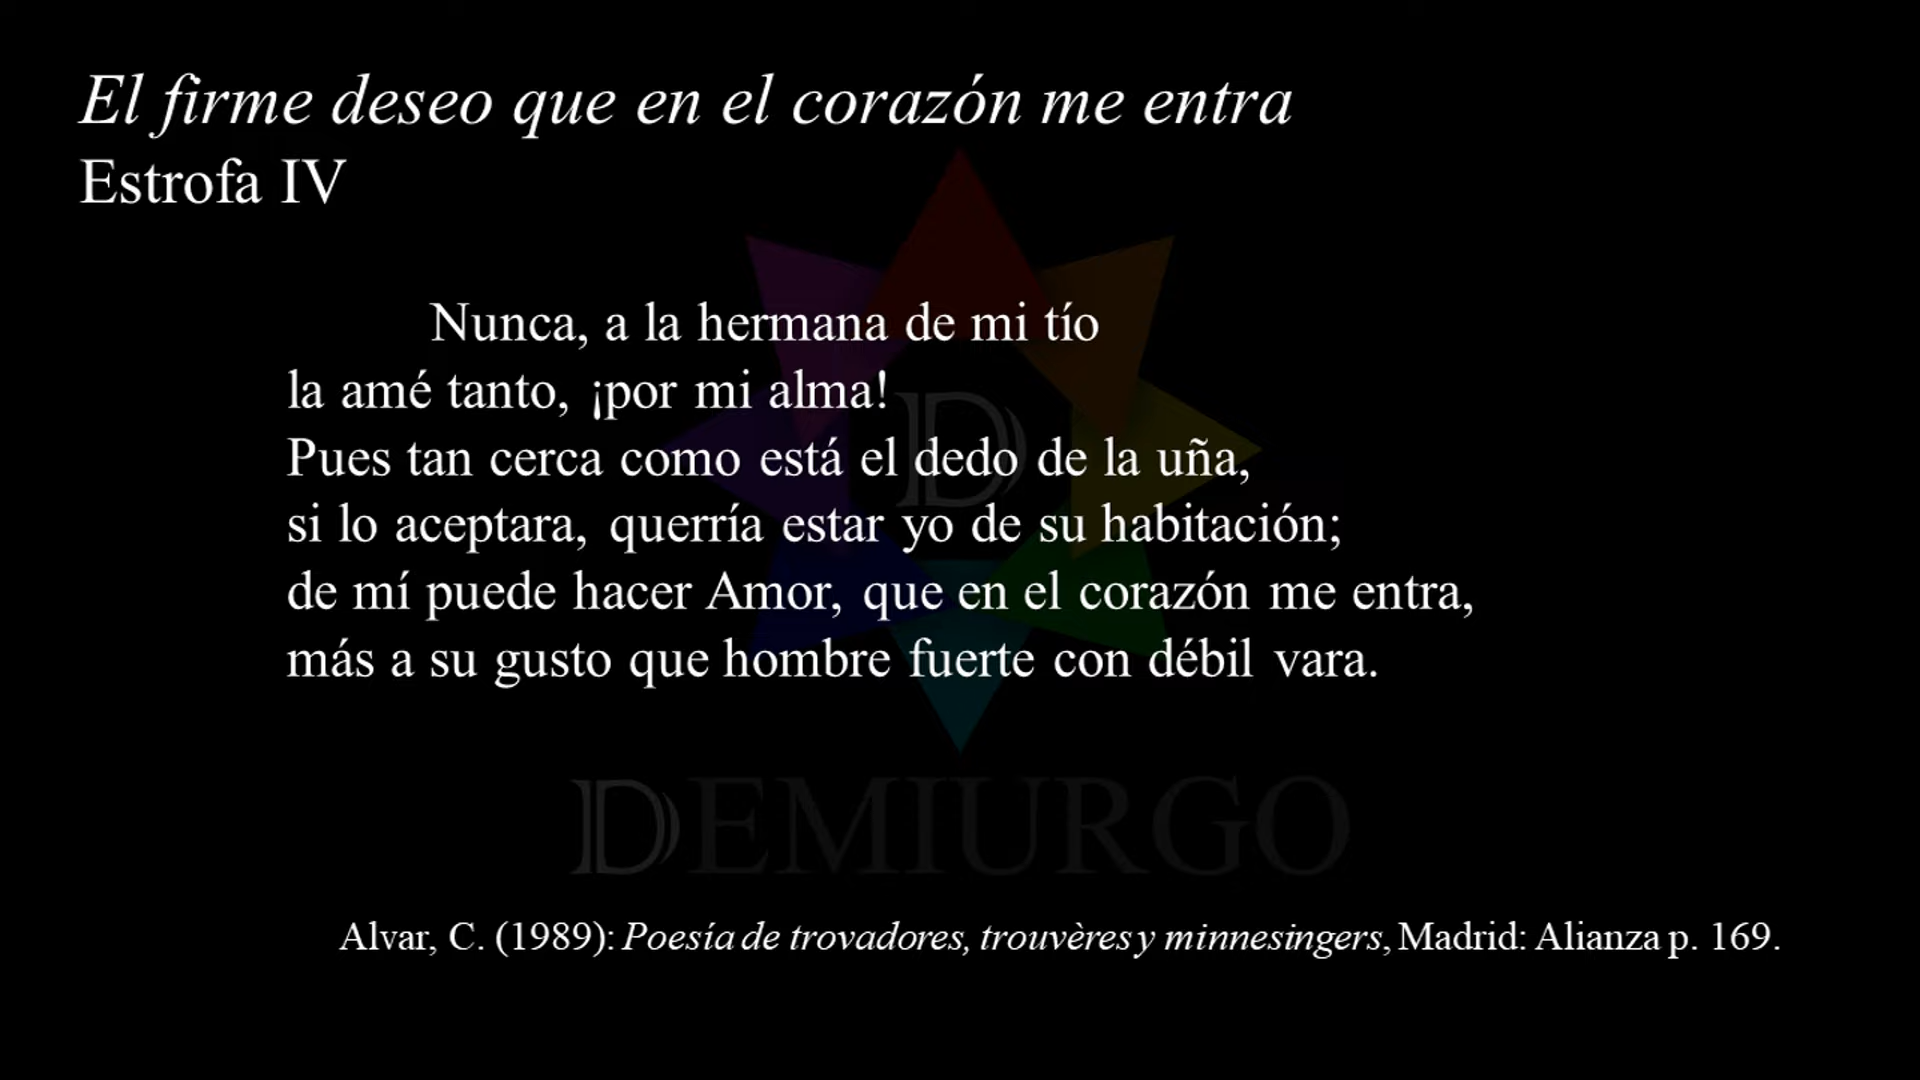 El firme deseo que en el corazón me entra
Estrofa IV
Nunca, a la hermana de mi tío
la amé tanto, ¡por mi alma!
Pues tan cerca como está el dedo de la uña,
si lo aceptara, querría estar yo de su habitación;
de mí puede hacer Amor, que en el corazón me entra,
más a su gusto que hombre fuerte con débil vara.
D
DEMIURGO
Alvar, C. (1989): Poesía de trovadores, trouvères y minnesingers, Madrid: Alianza p. 169.